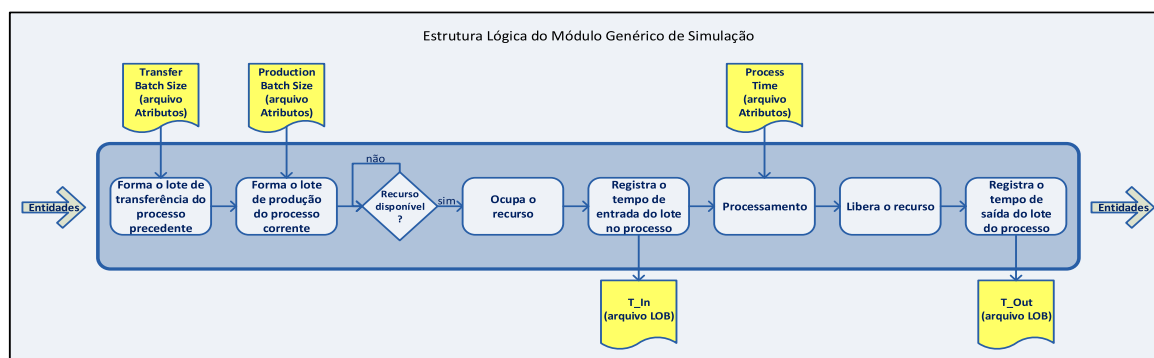 Estrutura Lógica do Módulo Genérico de Simulação
Transfer
Batch Size
(arquivo
Atributos)
Production
Batch Size
(arquivo
Atributos)
Process
Time
(arquivo
Atributos)
Entidades
Forma o lote de
transferência do
processo
precedente
Forma o lote
de produção
do processo
corrente
não
Recurso
disponível
?
sim
Ocupa o
recurso
Registra o
tempo de
entrada do lote
no processo
Processamento
Libera o recurso
Registra o
tempo de
saída do lote
do processo
Entidades
T_In
(arquivo LOB)
T_Out
(arquivo LOB)